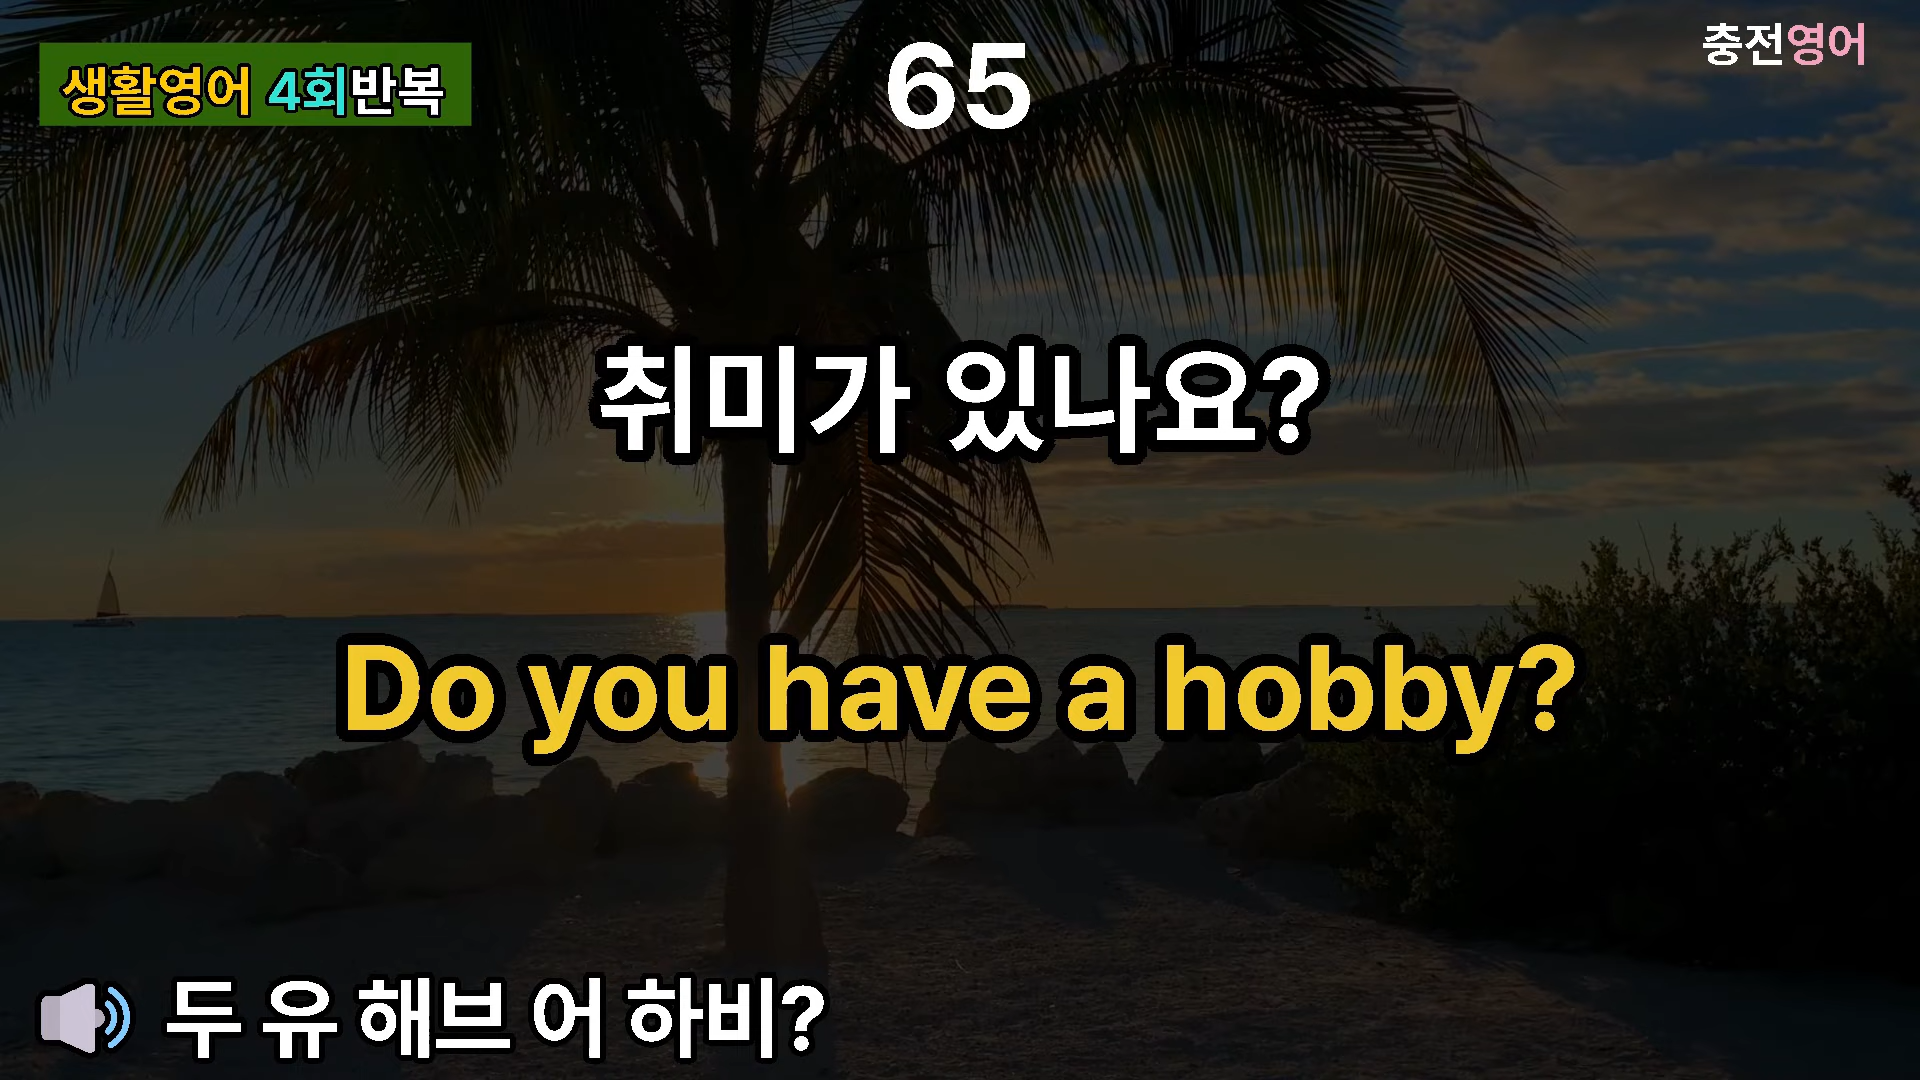 생활영어 4회반복
65
충전영어
취미가 있나요?
Do you have a hobby?
두 유 해브 어 하비?